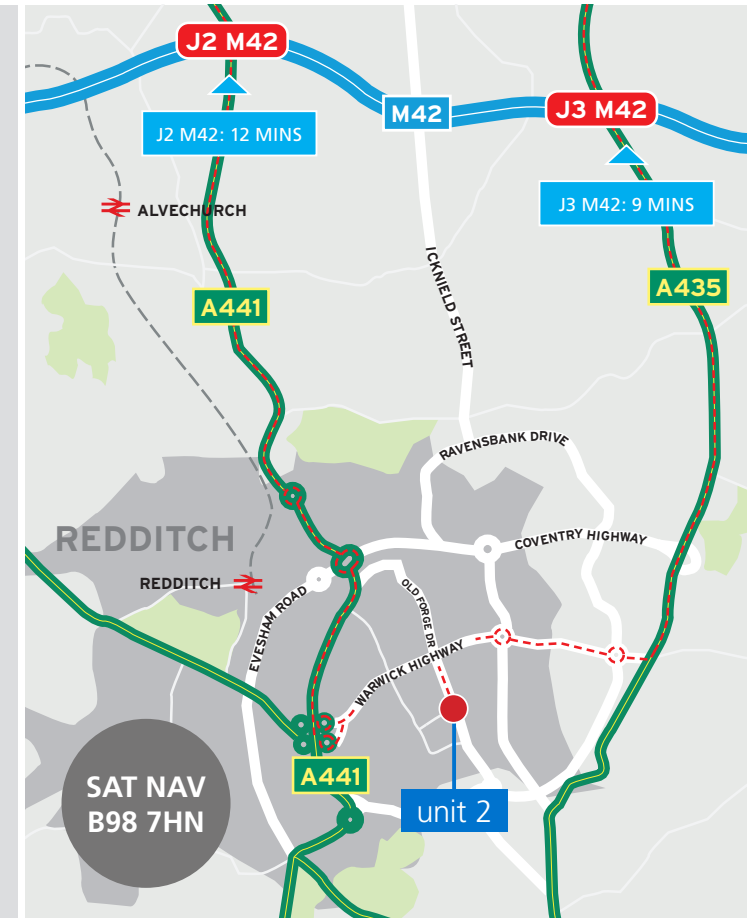 J2 M42
M42
J3 M42
J2 M42: 12 MINS
J3 M42: 9 MINS
ALVECHURCH
ICKNIELD STREET
A441
A435
RAVENSBANK DRIVE
REDDITCH
COVENTRY HIGHWAY
REDDITCH
OLD FORGE DR
EVESHAM ROAD
WARWICK HIGHWAY
A441
SAT NAV
B98 7HN
unit 2